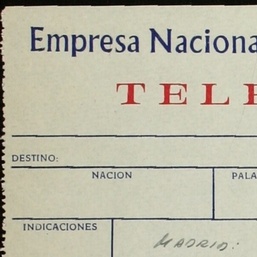 Empresa Naciona
TELE
DESTINO:
NACION PALA
INDICACIONES
MADRID: